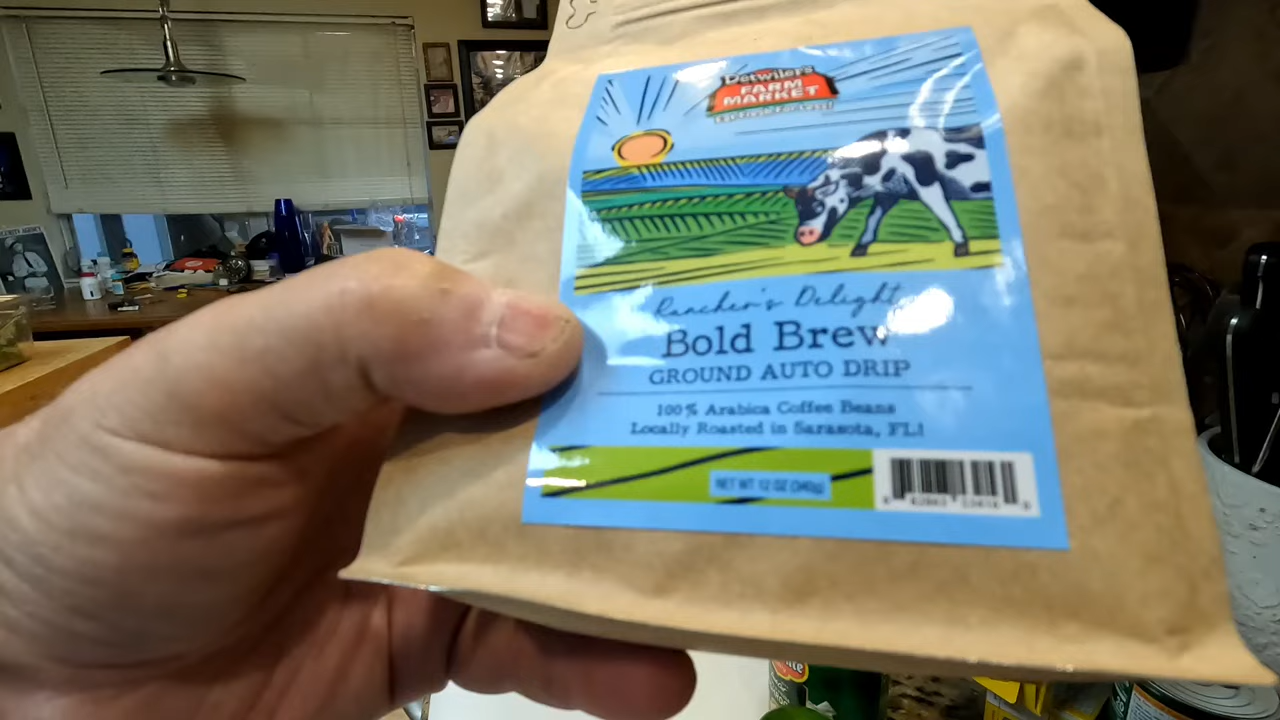 Detwiler's
FARM
MARKET
Rancher's Delight
Bold Brew
GROUND AUTO DRIP
100% Arabica Coffee Beans
Locally Roasted in Sarasota, FL!
NET WT 12 OZ (340g)